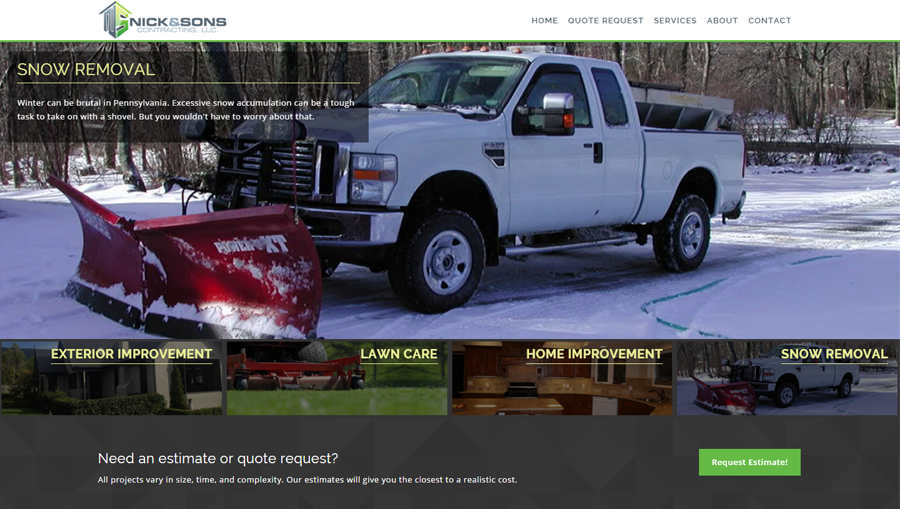 NICK&SONS
CONTRACTING, LLC.
HOME QUOTE REQUEST SERVICES ABOUT CONTACT
SNOW REMOVAL
Winter can be brutal in Pennsylvania. Excessive snow accumulation can be a tough
task to take on with a shovel. But you wouldn't have to worry about that.
POWER V XT
EXTERIOR IMPROVEMENT
LAWN CARE
HOME IMPROVEMENT
SNOW REMOVAL
Need an estimate or quote request?
All projects vary in size, time, and complexity. Our estimates will give you the closest to a realistic cost.
Request Estimate!